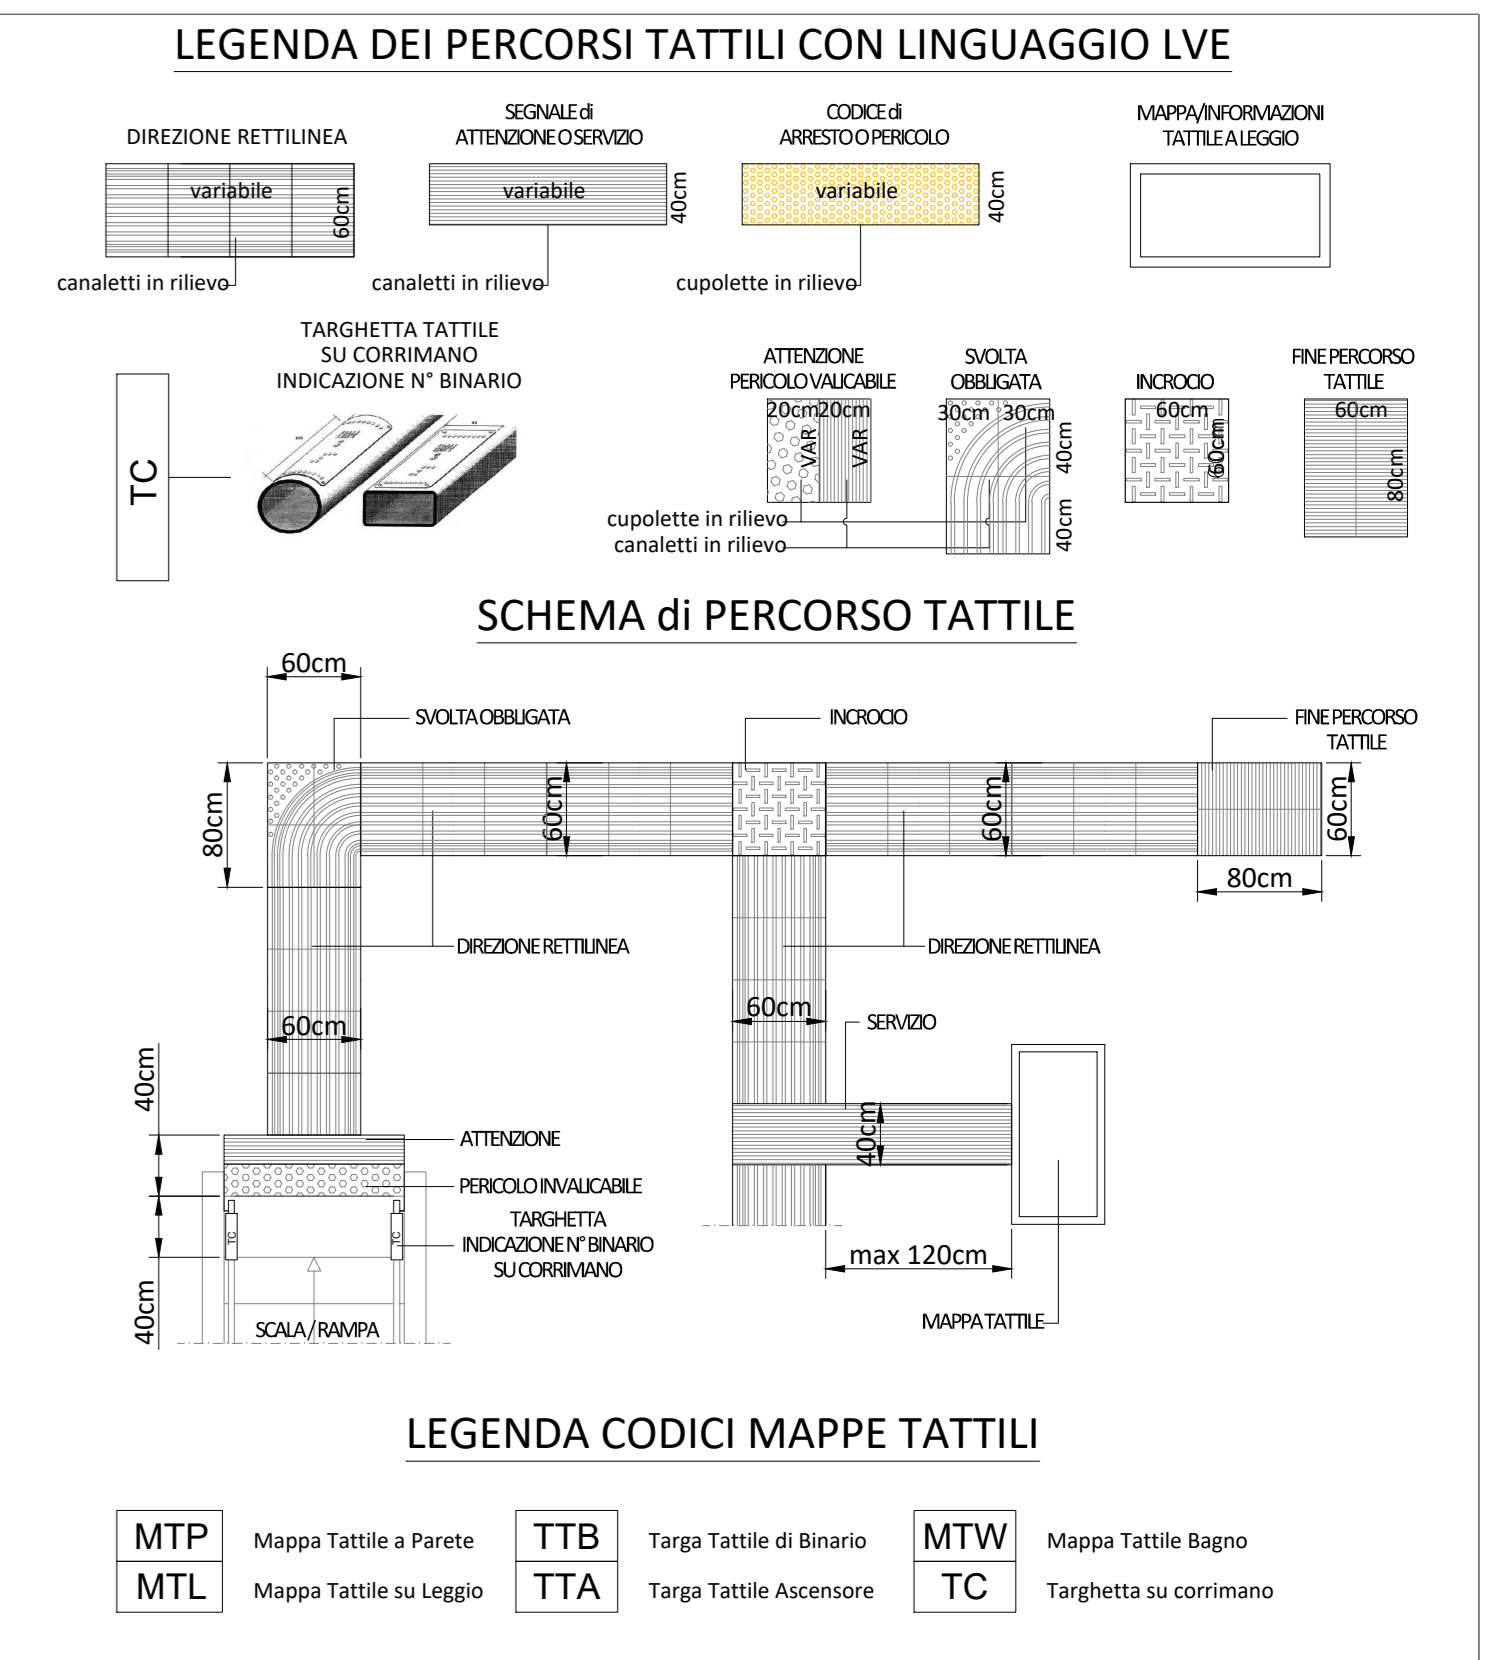 LEGENDA DEI PERCORSI TATTILI CON LINGUAGGIO LVE
DIREZIONE RETTILINEA
variabile
60cm
canaletti in rilievo
SEGNALE di
ATTENZIONE O SERVIZIO
variabile
40cm
canaletti in rilievo
CODICE di
ARRESTO O PERICOLO
variabile
40cm
cupolette in rilievo
MAPPA/INFORMAZIONI
TATTILE A LEGGIO
TC
TARGHETTA TATTILE
SU CORRIMANO
INDICAZIONE N° BINARIO
ATTENZIONE
PERICOLO VALICABILE
20cm 20cm
VAR
VAR
SVOLTA
OBBLIGATA
30cm 30cm
40cm
40cm
cupolette in rilievo
canaletti in rilievo
INCROCIO
60cm
60cm
FINE PERCORSO
TATTILE
60cm
80cm
SCHEMA di PERCORSO TATTILE
60cm
SVOLTA OBBLIGATA
INCROCIO
FINE PERCORSO
TATTILE
80cm
60cm
60cm
60cm
80cm
DIREZIONE RETTILINEA
DIREZIONE RETTILINEA
60cm
60cm
SERVIZIO
40cm
40cm
ATTENZIONE
PERICOLO INVALICABILE
TARGHETTA
INDICAZIONE N° BINARIO
SU CORRIMANO
TC
TC
40cm
SCALA / RAMPA
max 120cm
MAPPA TATTILE
LEGENDA CODICI MAPPE TATTILI
MTP Mappa Tattile a Parete
TTB Targa Tattile di Binario
MTW Mappa Tattile Bagno
MTL Mappa Tattile su Leggio
TTA Targa Tattile Ascensore
TC Targhetta su corrimano